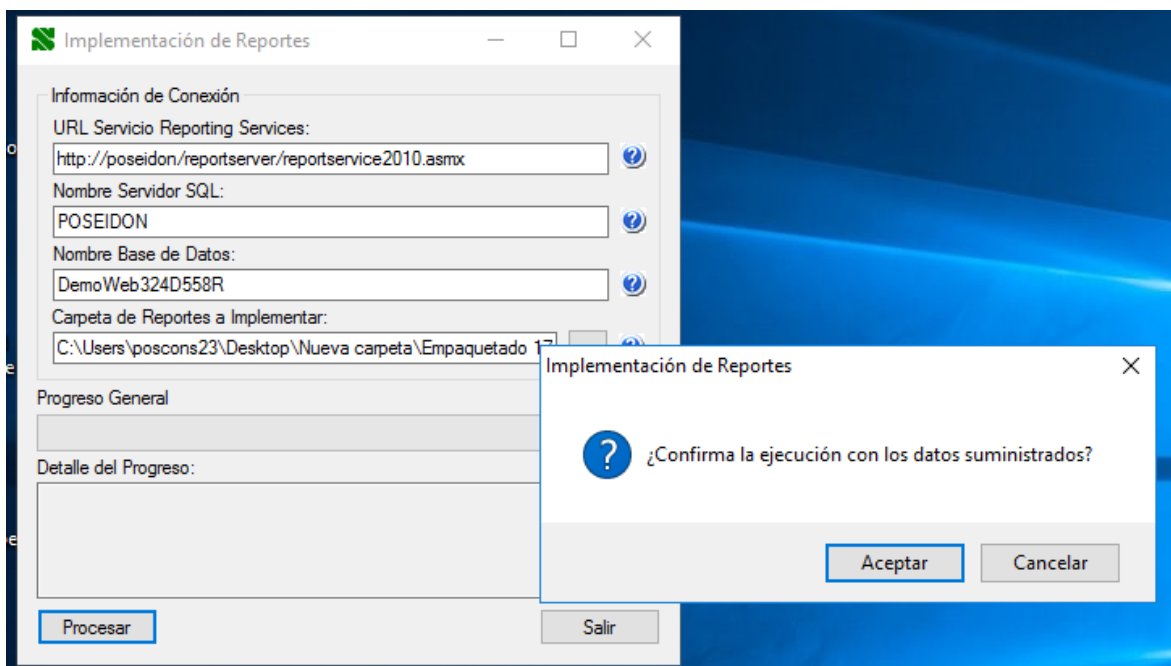 Implementación de Reportes
Información de Conexión
URL Servicio Reporting Services:
http://poseidon/reportserver/reportservice2010.asmx
Nombre Servidor SQL:
POSEIDON
Nombre Base de Datos:
DemoWeb324D558R
Carpeta de Reportes a Implementar:
C:\Users\poscons23\Desktop\Nueva carpeta\Empaquetado 17
Progreso General
Detalle del Progreso:
Procesar
Salir
Implementación de Reportes
¿Confirma la ejecución con los datos suministrados?
Aceptar
Cancelar